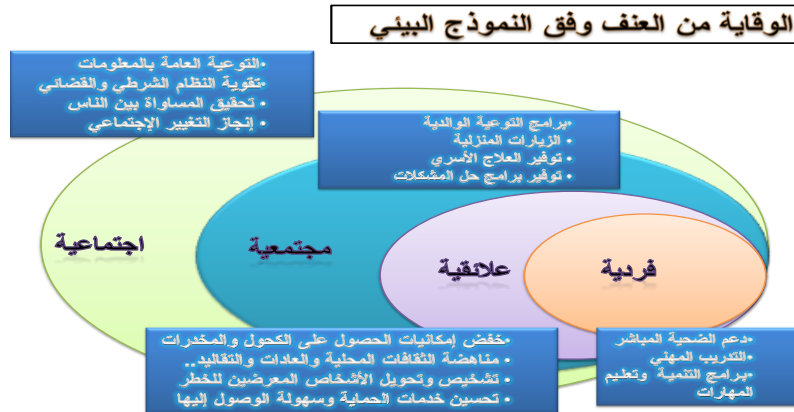 الوقاية من العنف وفق النموذج البيئي
•التوعية العامة بالمعلومات
•تقوية النظام الشرطي والقضائي
• تحقيق المساواة بين الناس
• إنجاز التغيير الإجتماعي
•برامج التوعية الوالدية
• الزيارات المنزلية
• توفير العلاج الأسري
• توفير برامج حل المشكلات
اجتماعية
مجتمعية
علائقية
فردية
•خفض إمكانيات الحصول على الكحول والمخدرات
• مناهضة الثقافات المحلية والعادات والتقاليد..
• تشخيص وتحويل الأشخاص المعرضين للخطر
• تحسين خدمات الحماية وسهولة الوصول إليها
•دعم الضحية المباشر
•التدريب المهني
•برامج التنمية وتعليم
المهارات